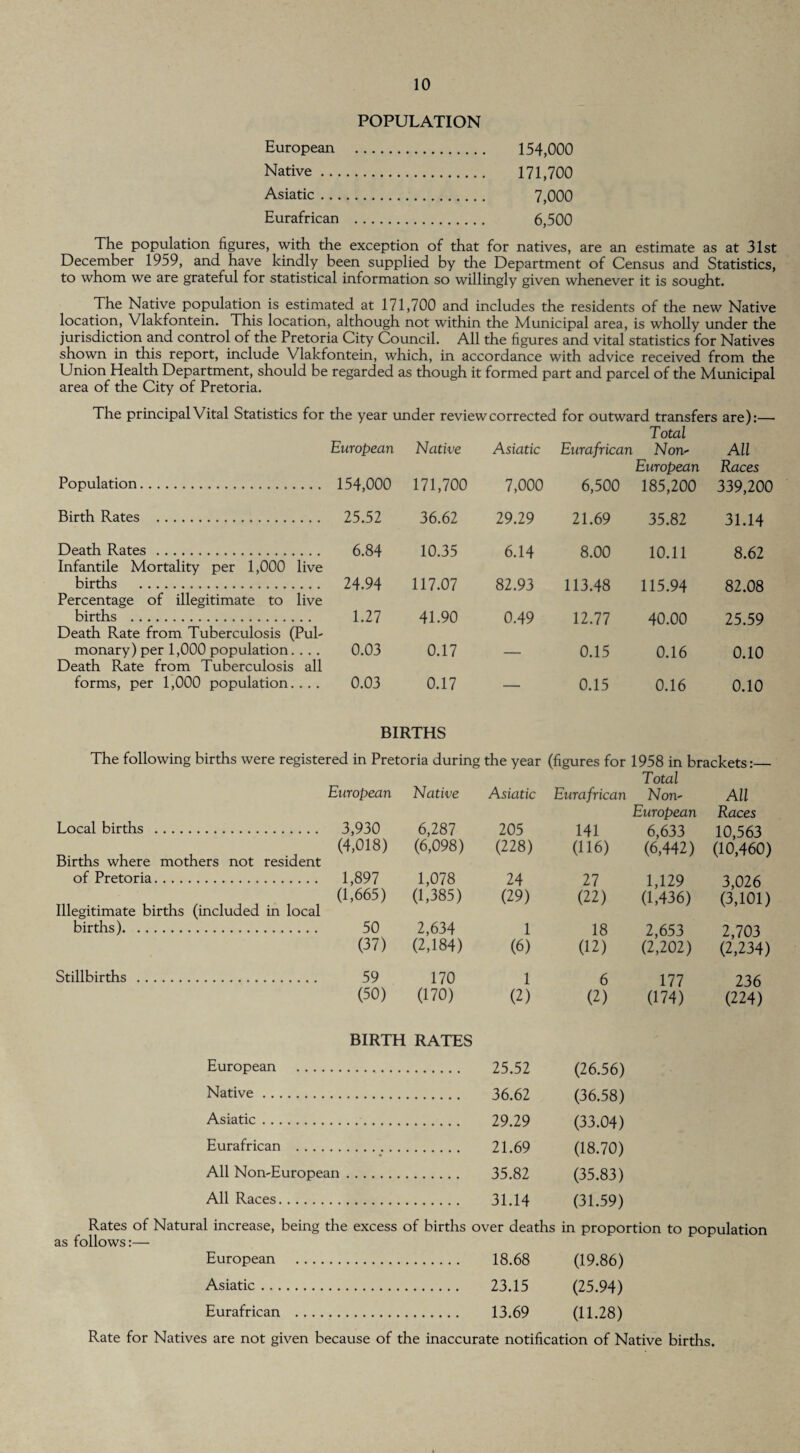 10
POPULATION
European .................. 154,000
Native ...................... 171,700
Asiatic ...................... 7,000
Eurafrican .................. 6,500
The population figures, with the exception of that for natives, are an estimate as at 31st
December 1959, and have kindly been supplied by the Department of Census and Statistics,
to whom we are grateful for statistical information so willingly given whenever it is sought.
The Native population is estimated at 171,700 and includes the residents of the new Native
location, Vlakfontein. This location, although not within the Municipal area, is wholly under the
jurisdiction and control of the Pretoria City Council. All the figures and vital statistics for Natives
shown in this report, include Vlakfontein, which, in accordance with advice received from the
Union Health Department, should be regarded as though it formed part and parcel of the Municipal
area of the City of Pretoria.
The principal Vital Statistics for the year under review corrected for outward transfers are):—
Total
European Native Asiatic Eurafrican Non- All
European Races
Population...................... 154,000 171,700 7,000 6,500 185,200 339,200
Birth Rates .................... 25.52 36.62 29.29 21.69 35.82 31.14
Death Rates .................... 6.84 10.35 6.14 8.00 10.11 8.62
Infantile Mortality per 1,000 live
births ...................... 24.94 117.07 82.93 113.48 115.94 82.08
Percentage of illegitimate to live
births ...................... 1.27 41.90 0.49 12.77 40.00 25.59
Death Rate from Tuberculosis (Pul-
monary) per 1,000 population.... 0.03 0.17 — 0.15 0.16 0.10
Death Rate from Tuberculosis all
forms, per 1,000 population.... 0.03 0.17 — 0.15 0.16 0.10
BIRTHS
The following births were registered in Pretoria during the year (figures for 1958 in brackets:—
Total
European Native Asiatic Eurafrican Non- All
European Races
Local births .................... 3,930 6,287 205 141 6,633 10,563
(4,018) (6,098) (228) (116) (6,442) (10,460)
Births where mothers not resident
of Pretoria.................... 1,897 1,078 24 27 1,129 3,026
(1,665) (1,385) (29) (22) (1,436) (3,101)
Illegitimate births (included in local
births)....................... 50 2,634 1 18 2,653 2,703
(37) (2,184) (6) (12) (2,202) (2,234)
Stillbirths ...................... 59 170 1 6 177 236
(50) (170) (2) (2) (174) (224)
BIRTH RATES
European .................... 25.52 (26.56)
Native ........................ 36.62 (36.58)
Asiatic ........................ 29.29 (33.04)
Eurafrican .................... 21.69 (18.70)
All Non-European .............. 35.82 (35.83)
All Races...................... 31.14 (31.59)
Rates of Natural increase, being the excess of births over deaths in proportion to population
as follows:—
European .................... 18.68 (19.86)
Asiatic ........................ 23.15 (25.94)
Eurafrican .................... 13.69 (11.28)
Rate for Natives are not given because of the inaccurate notification of Native births.